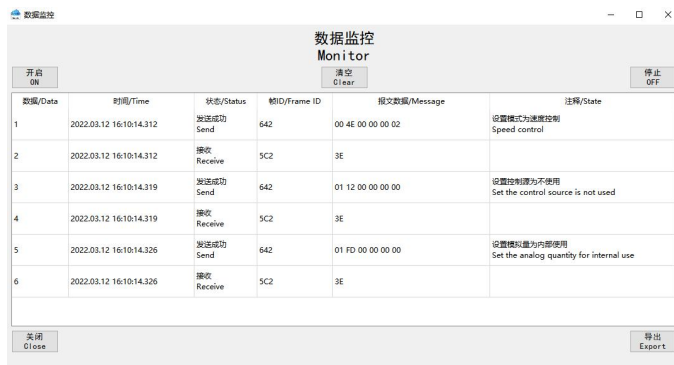 数据监控
数据监控
Monitor
开启
ON
清空
Clear
停止
OFF
数据/Data 时间/Time 状态/Status 帧ID/Frame ID 报文数据/Message 注释/State
1 2022.03.12 16:10:14.312 发送成功 Send 642 00 4E 00 00 00 02 设置模式为速度控制 Speed control
2 2022.03.12 16:10:14.312 接收 Receive 5C2 3E
3 2022.03.12 16:10:14.319 发送成功 Send 642 01 12 00 00 00 00 设置控制源为不使用 Set the control source is not used
4 2022.03.12 16:10:14.319 接收 Receive 5C2 3E
5 2022.03.12 16:10:14.326 发送成功 Send 642 01 FD 00 00 00 00 设置模拟量为内部使用 Set the analog quantity for internal use
6 2022.03.12 16:10:14.326 接收 Receive 5C2 3E
关闭
Close
导出
Export